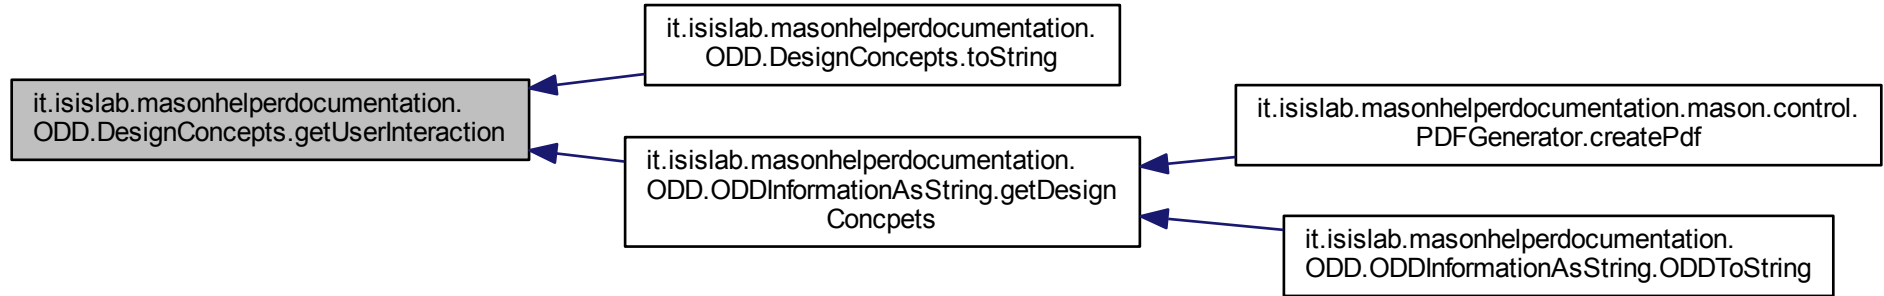 it.isislab.masonhelperdocumentation.
ODD.DesignConcepts.toString
it.isislab.masonhelperdocumentation.
ODD.DesignConcepts.getUserInteraction
it.isislab.masonhelperdocumentation.mason.control.
PDFGenerator.createPdf
it.isislab.masonhelperdocumentation.
ODD.ODDInformationAsString.getDesign
Concpets
it.isislab.masonhelperdocumentation.
ODD.ODDInformationAsString.ODDToString